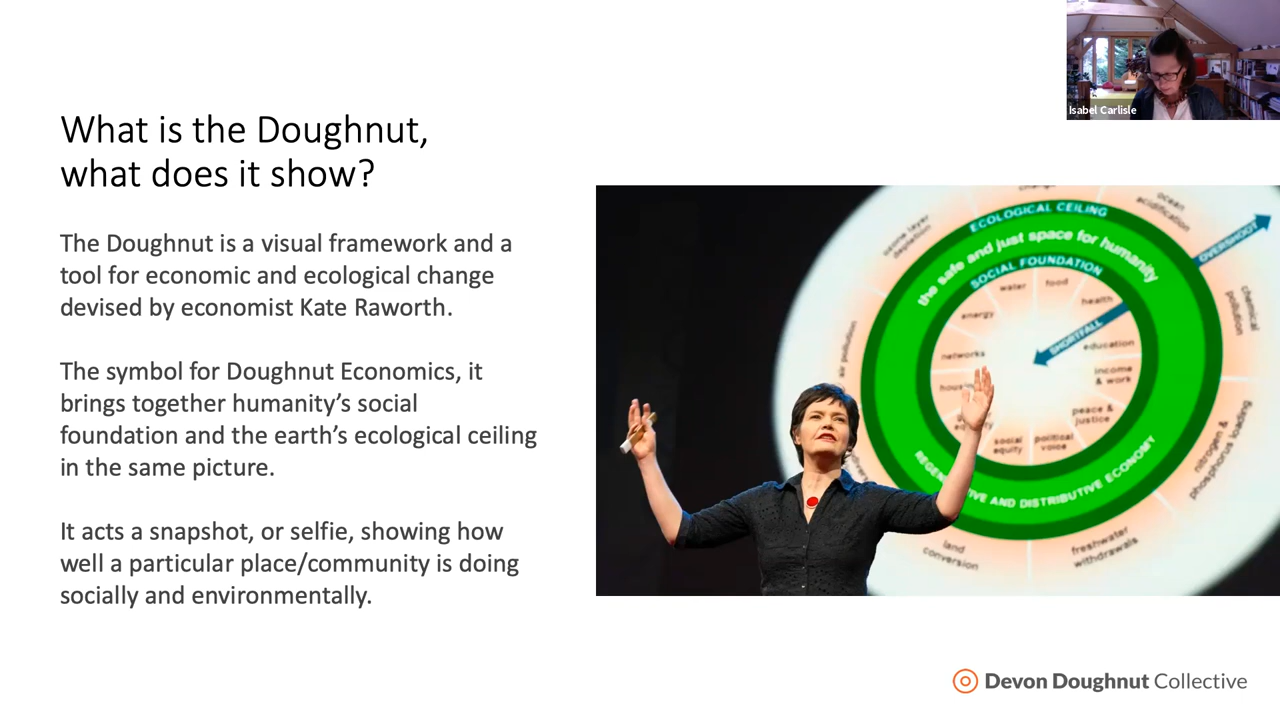 Isabel Carlisle
What is the Doughnut,
what does it show?
The Doughnut is a visual framework and a
tool for economic and ecological change
devised by economist Kate Raworth.
The symbol for Doughnut Economics, it
brings together humanity's social
foundation and the earth's ecological ceiling
in the same picture.
It acts a snapshot, or selfie, showing how
well a particular place/community is doing
socially and environmentally.
ECOLOGICAL CEILING
the safe and just space for humanity
SOCIAL FOUNDATION
OVERSHOOT
SHORTFALL
ocean
acidification
ozone layer
depletion
chemical
pollution
air pollution
nitrogen &
phosphorus loading
land
conversion
freshwater
withdrawals
water
food
health
energy
education
networks
income
& work
peace &
justice
political
voice
social
equity
AND DISTRIBUTIVE ECONOMY
Devon Doughnut Collective